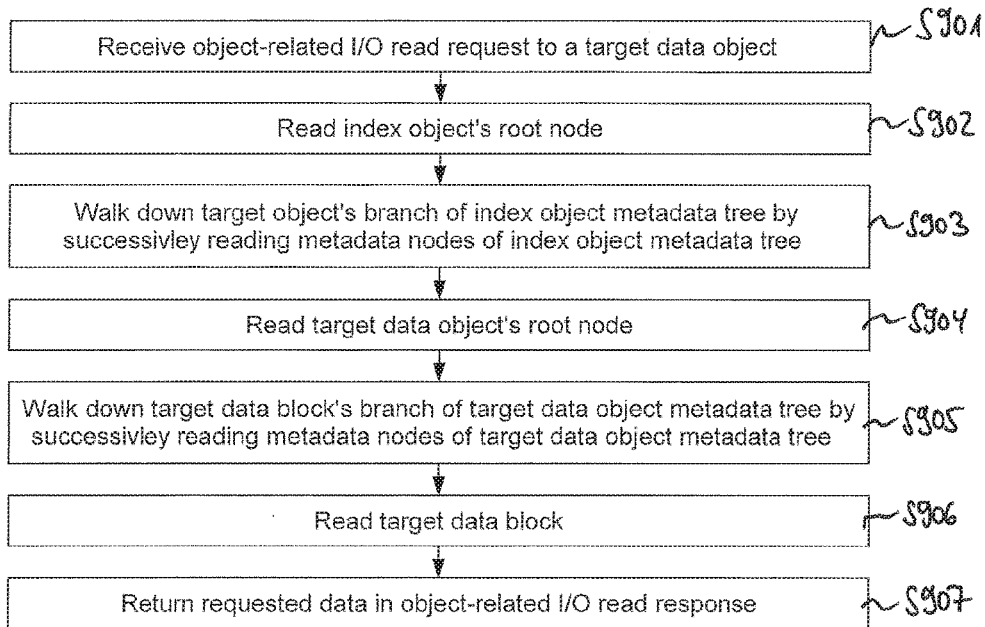 Receive object-related I/O read request to a target data object
S901
Read index object's root node
S902
Walk down target object's branch of index object metadata tree by
successivley reading metadata nodes of index object metadata tree
S903
Read target data object's root node
S904
Walk down target data block's branch of target data object metadata tree by
successivley reading metadata nodes of target data object metadata tree
S905
Read target data block
S906
Return requested data in object-related I/O read response
S907